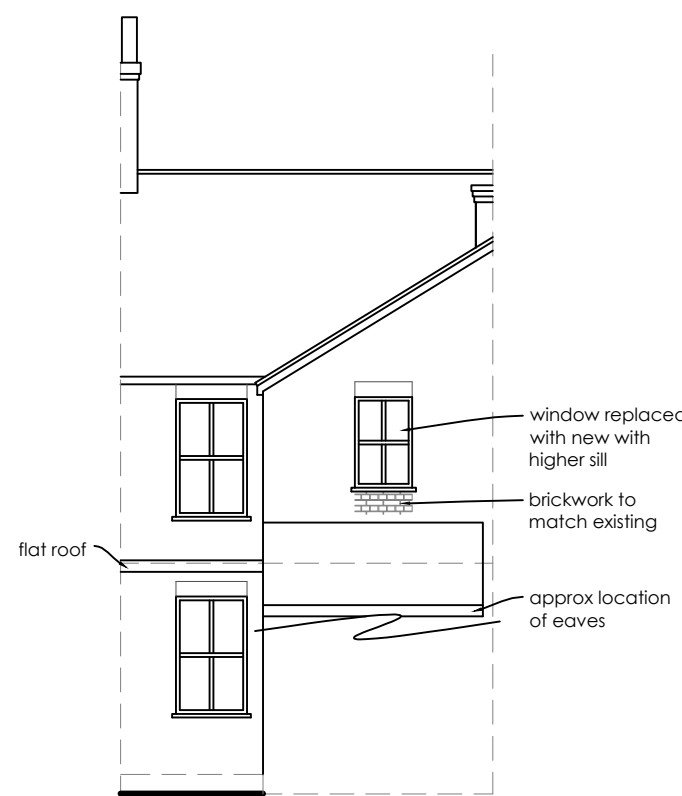 window replaced
with new with
higher sill
brickwork to
match existing
flat roof
approx location
of eaves